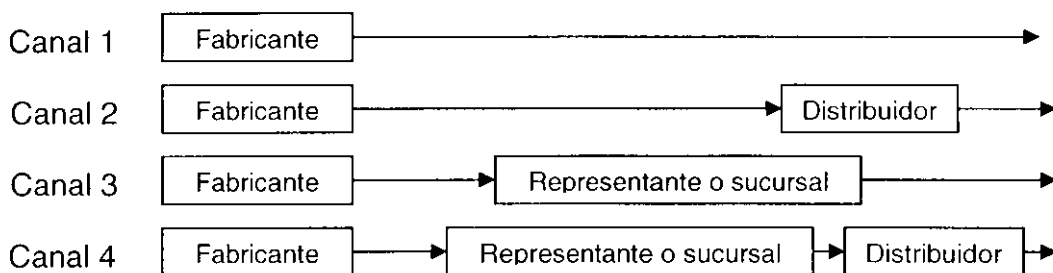 Canal 1 Fabricante
Canal 2 Fabricante Distribuidor
Canal 3 Fabricante Representante o sucursal
Canal 4 Fabricante Representante o sucursal Distribuidor